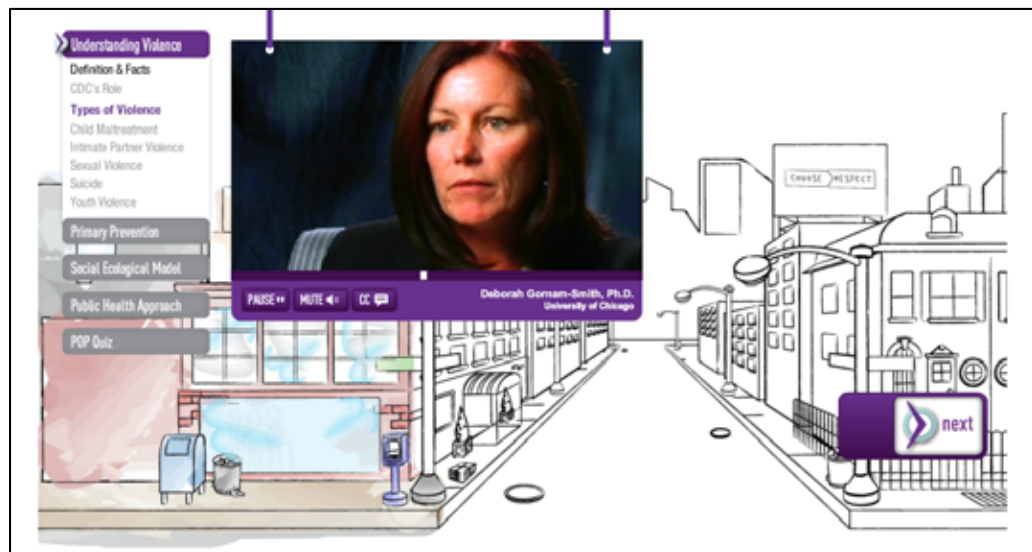 Understanding Violence
Definition & Facts
CDC's Role
Types of Violence
Child Maltreatment
Intimate Partner Violence
Sexual Violence
Suicide
Youth Violence
Primary Prevention
Social Ecological Model
Public Health Approach
POP Quiz
PAUSE
MUTE
CC
Deborah Gornam-Smith, Ph.D.
University of Chicago
CHOOSE RESPECT
next